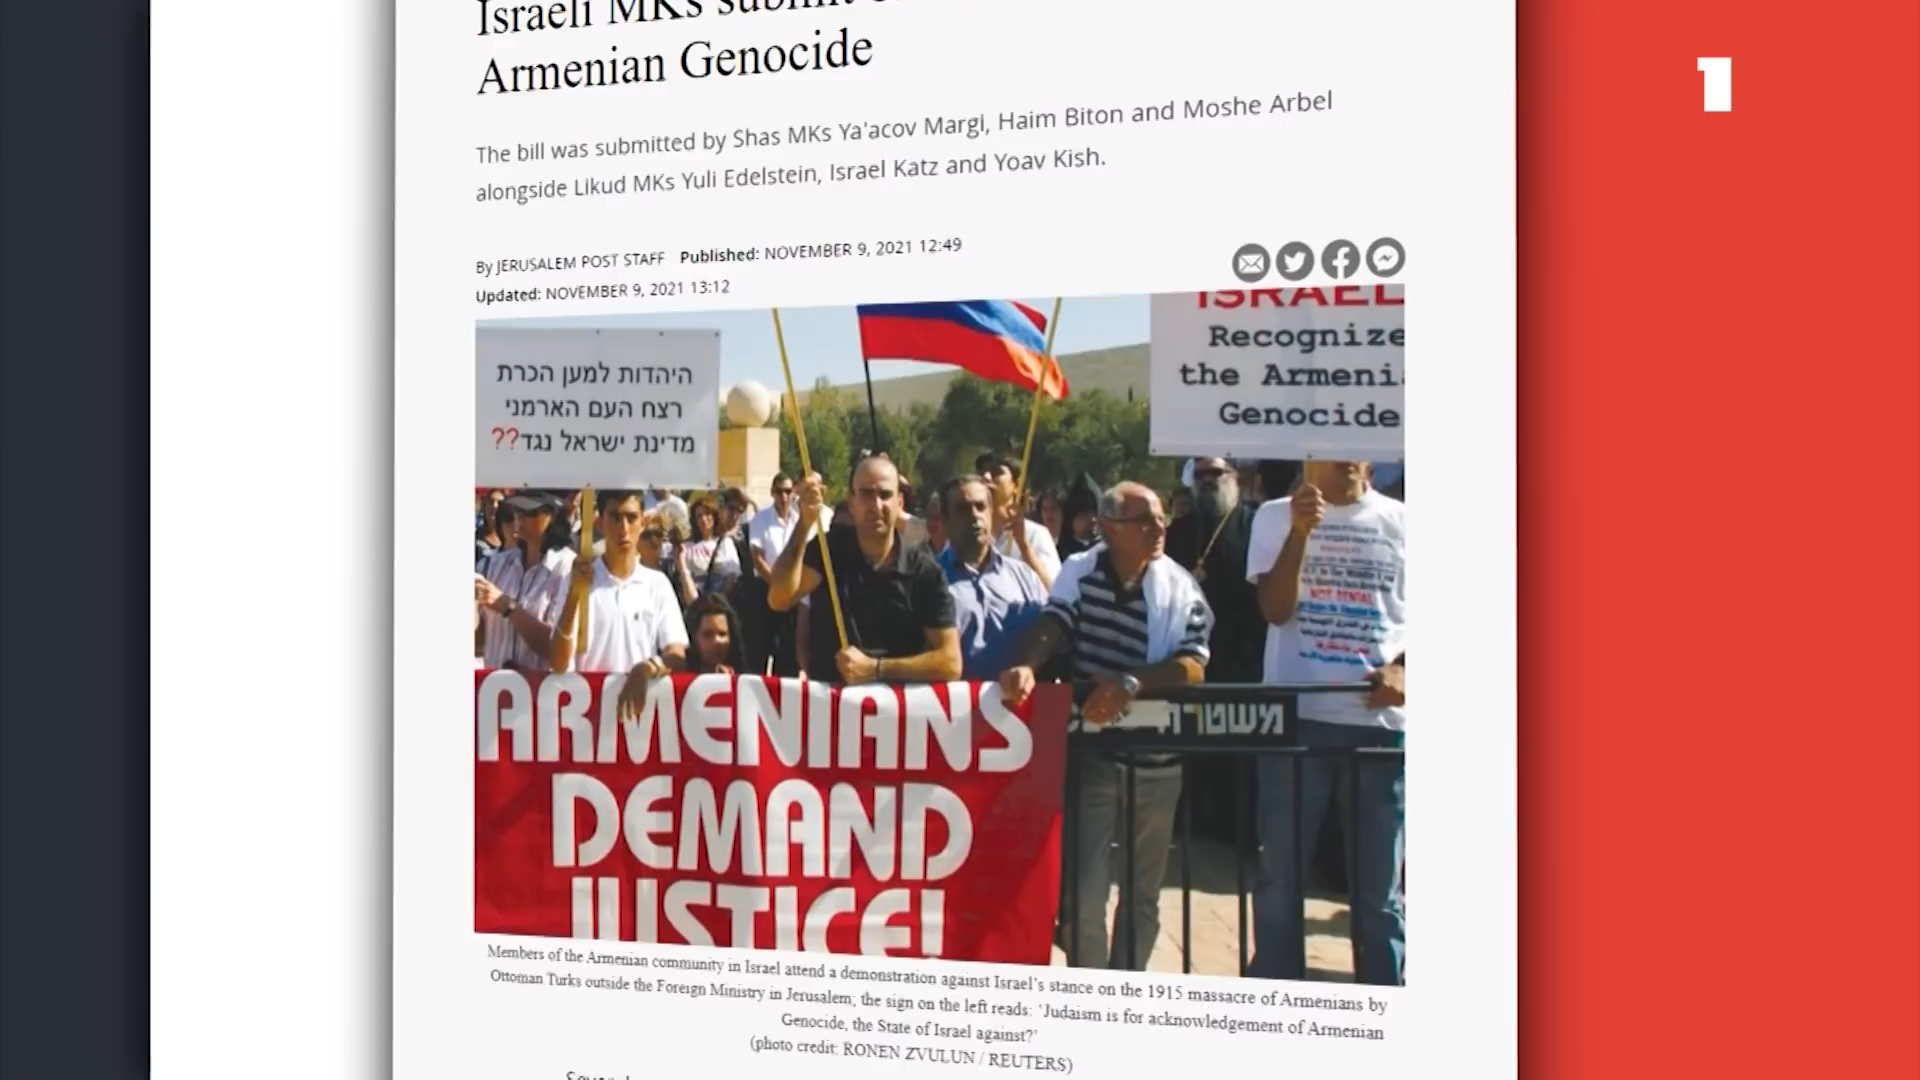 1
Israeli MKs submit
Armenian Genocide
The bill was submitted by Shas MKs Ya'acov Margi, Haim Biton and Moshe Arbel
alongside Likud MKs Yuli Edelstein, Israel Katz and Yoav Kish.
By JERUSALEM POST STAFF Published: NOVEMBER 9, 2021 12:49
Updated: NOVEMBER 9, 2021 13:12
היהדות למען הכרת
רצח העם הארמני
מדינת ישראל נגד??
ISRAEL
Recognize
the Armeni
Genocide
NOT DENIAL
ARMENIANS
DEMAND
JUSTICE!
משטרה
Members of the Armenian community in Israel attend a demonstration against Israel's stance on the 1915 massacre of Armenians by
Ottoman Turks outside the Foreign Ministry in Jerusalem; the sign on the left reads: 'Judaism is for acknowledgement of Armenian
Genocide, the State of Israel against?'
(photo credit: RONEN ZVULUN / REUTERS)